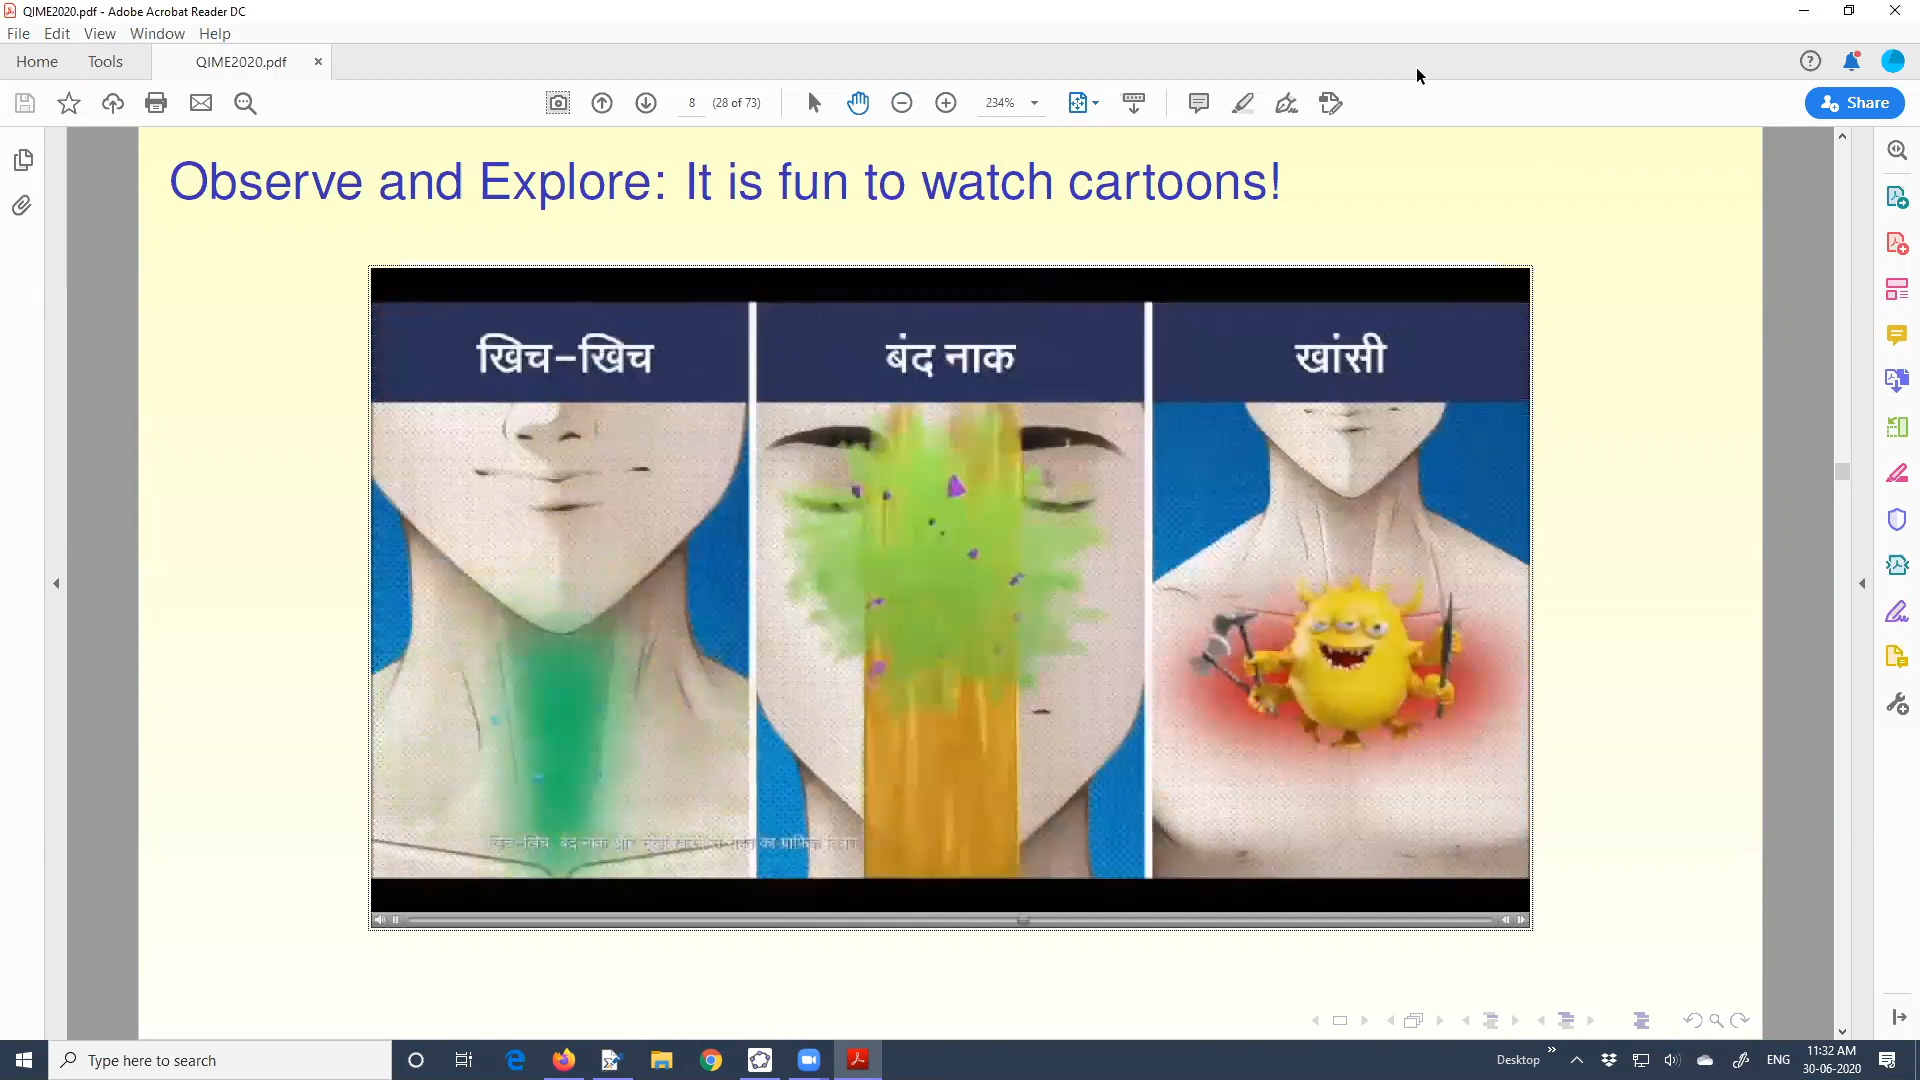 QIME2020.pdf - Adobe Acrobat Reader DC
File Edit View Window Help
Home Tools QIME2020.pdf
8 (28 of 73) 234% Share
Observe and Explore: It is fun to watch cartoons!
खिच-खिच बंद नाक खांसी
खिच-खिच, बंद नाक और
Type here to search
Desktop ENG 11:32 AM
30-06-2020